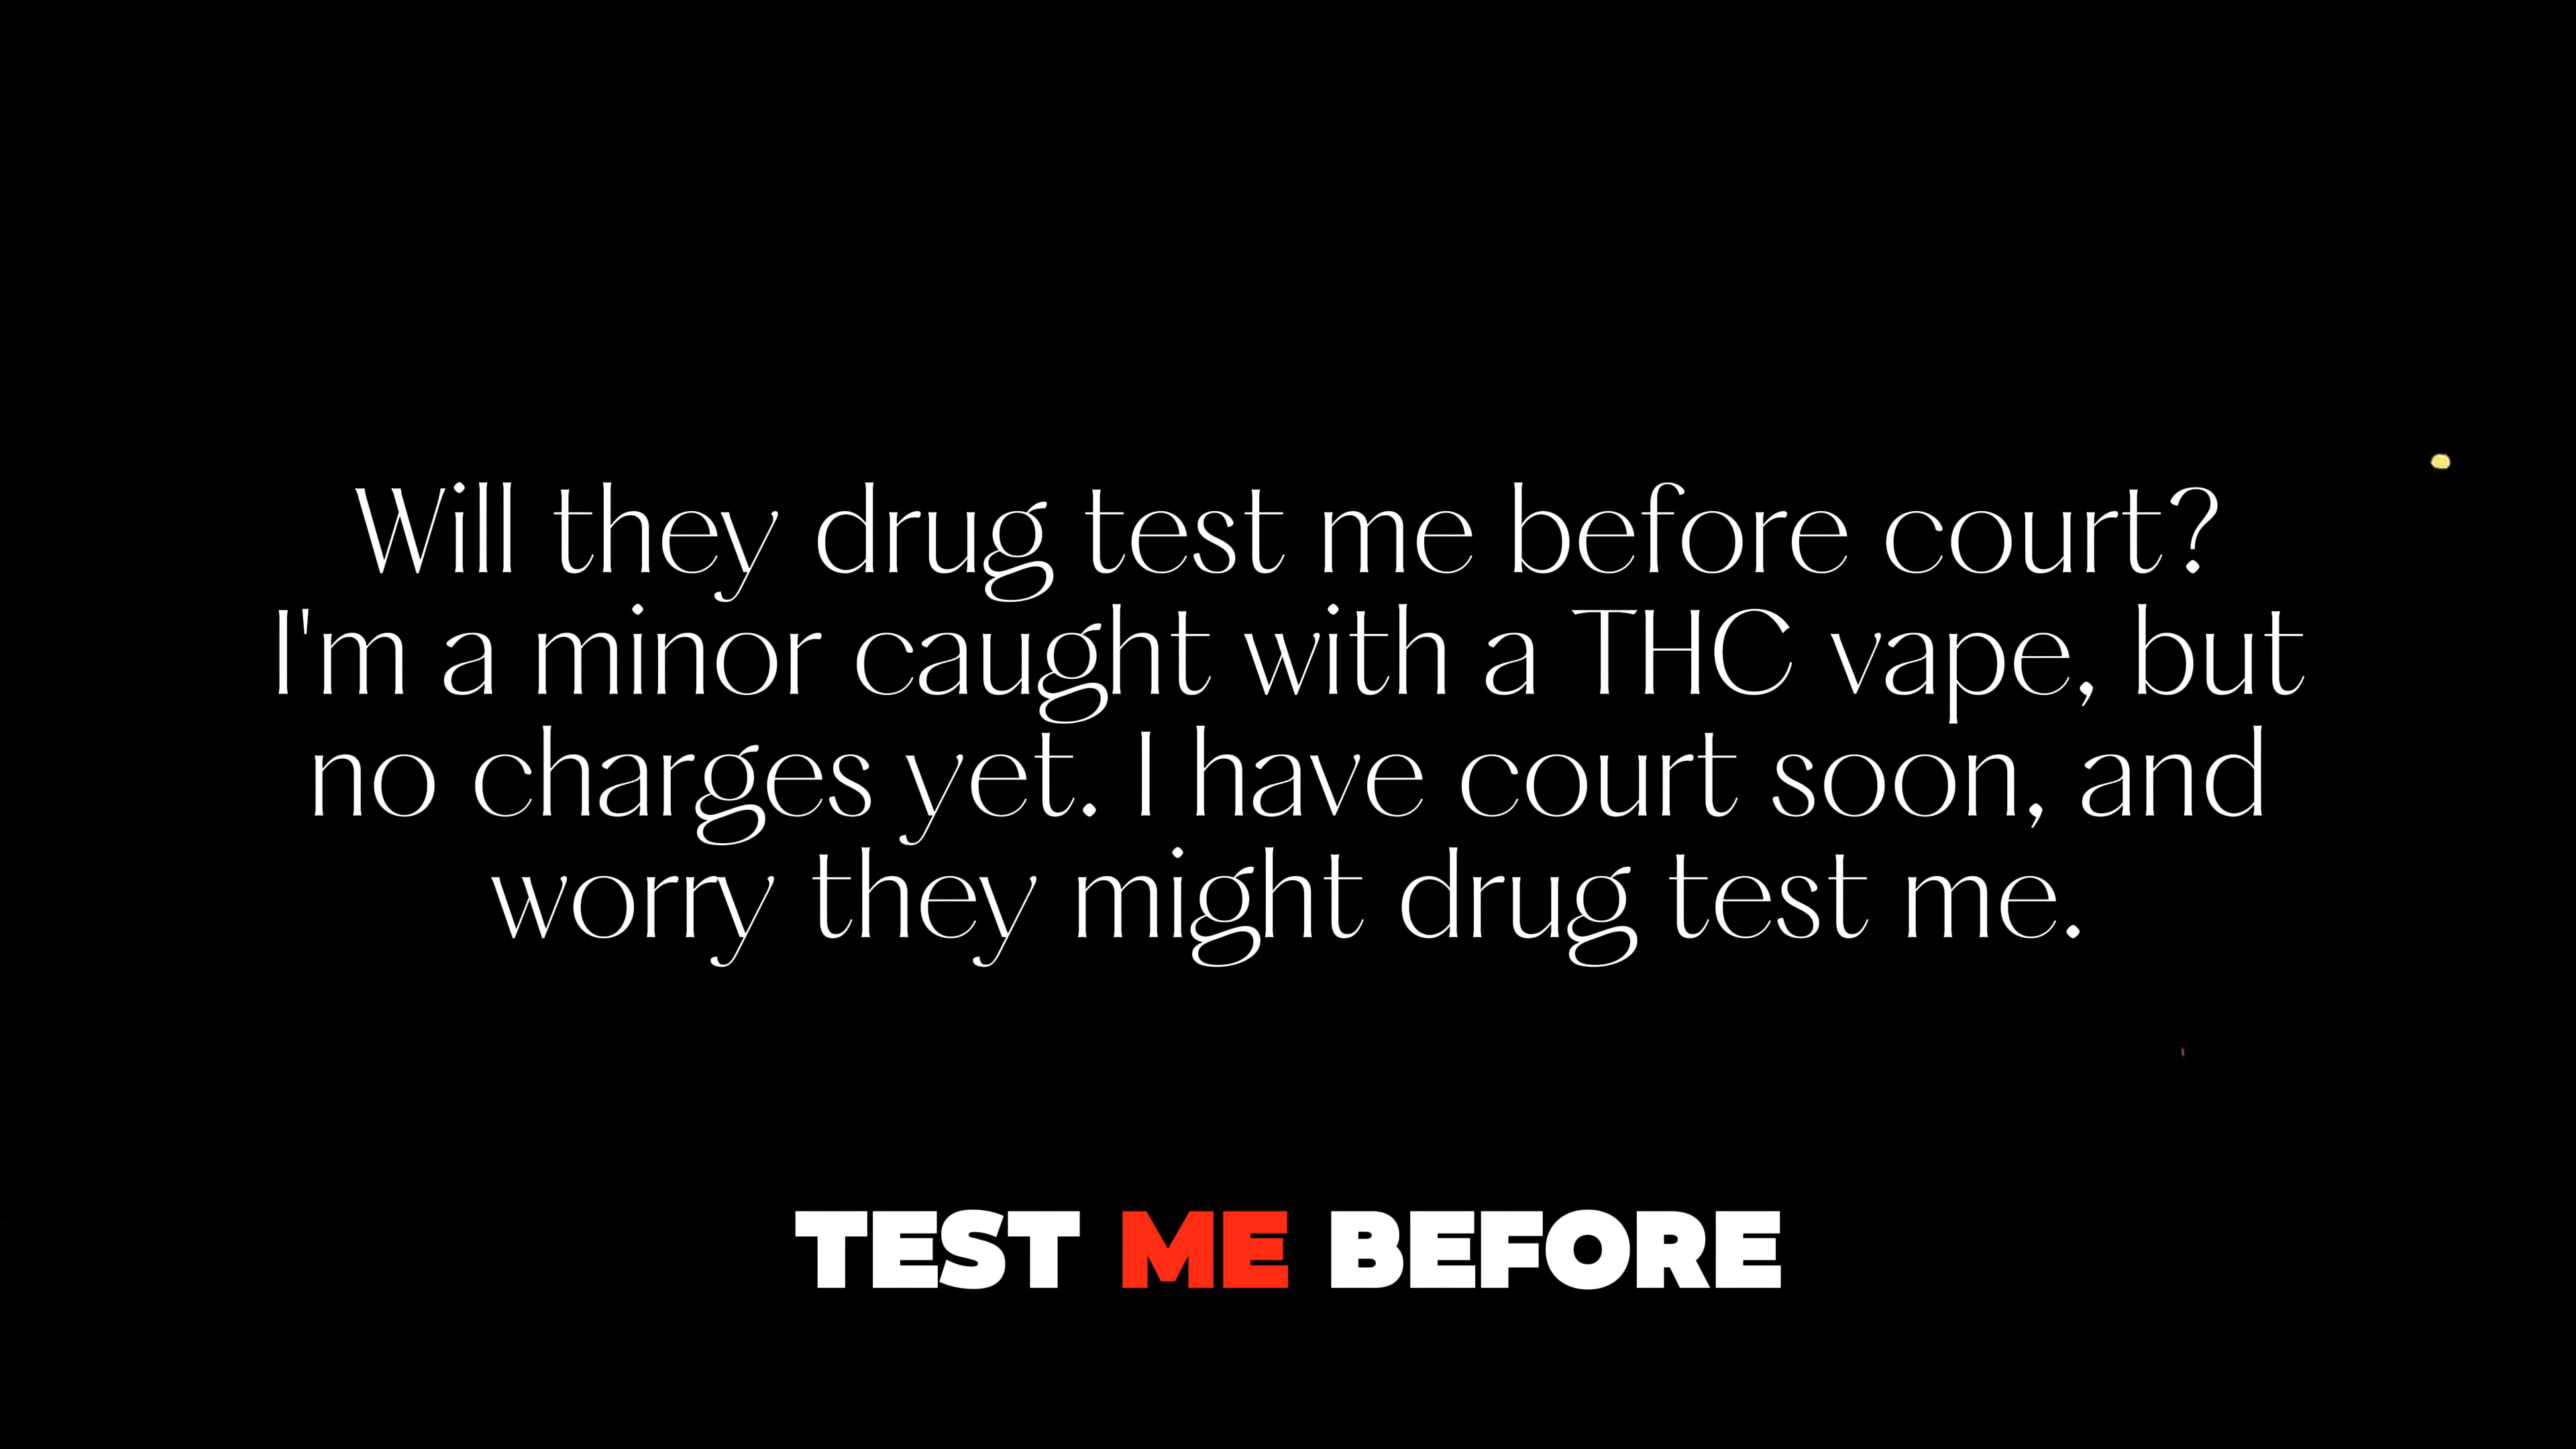 Will they drug test me before court?
I'm a minor caught with a THC vape, but
no charges yet. I have court soon, and
worry they might drug test me.
TEST ME BEFORE